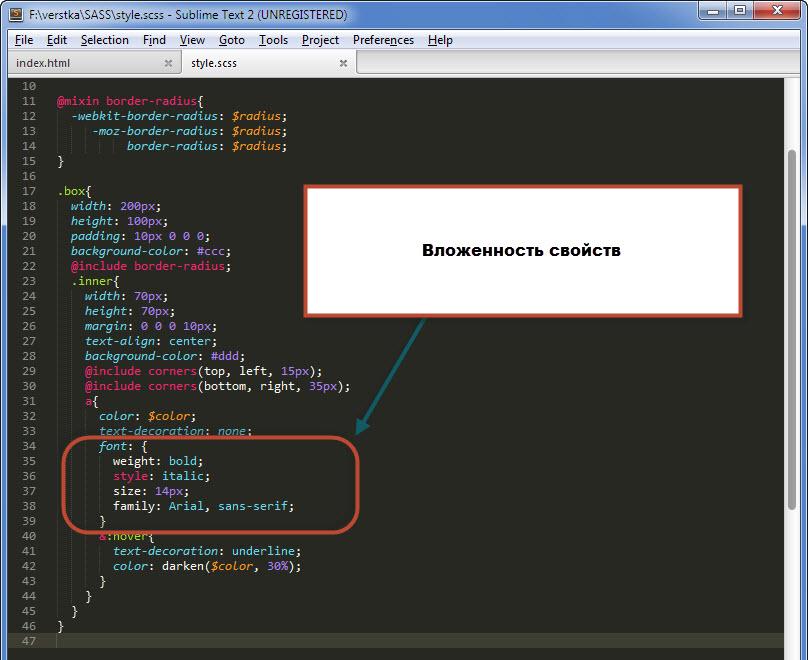 F:\verstka\SASS\style.scss - Sublime Text 2 (UNREGISTERED)
File Edit Selection Find View Goto Tools Project Preferences Help
index.html style.scss
10
11 @mixin border-radius{
12 -webkit-border-radius: $radius;
13 -moz-border-radius: $radius;
14 border-radius: $radius;
15 }
16
17 .box{
18 width: 200px;
19 height: 100px;
20 padding: 10px 0 0 0;
21 background-color: #ccc;
22 @include border-radius;
23 .inner{
24 width: 70px;
25 height: 70px;
26 margin: 0 0 0 10px;
27 text-align: center;
28 background-color: #ddd;
29 @include corners(top, left, 15px);
30 @include corners(bottom, right, 35px);
31 a{
32 color: $color;
33 text-decoration: none;
34 font: {
35 weight: bold;
36 style: italic;
37 size: 14px;
38 family: Arial, sans-serif;
39 }
40 &:hover{
41 text-decoration: underline;
42 color: darken($color, 30%);
43 }
44 }
45 }
46 }
47
Вложенность свойств